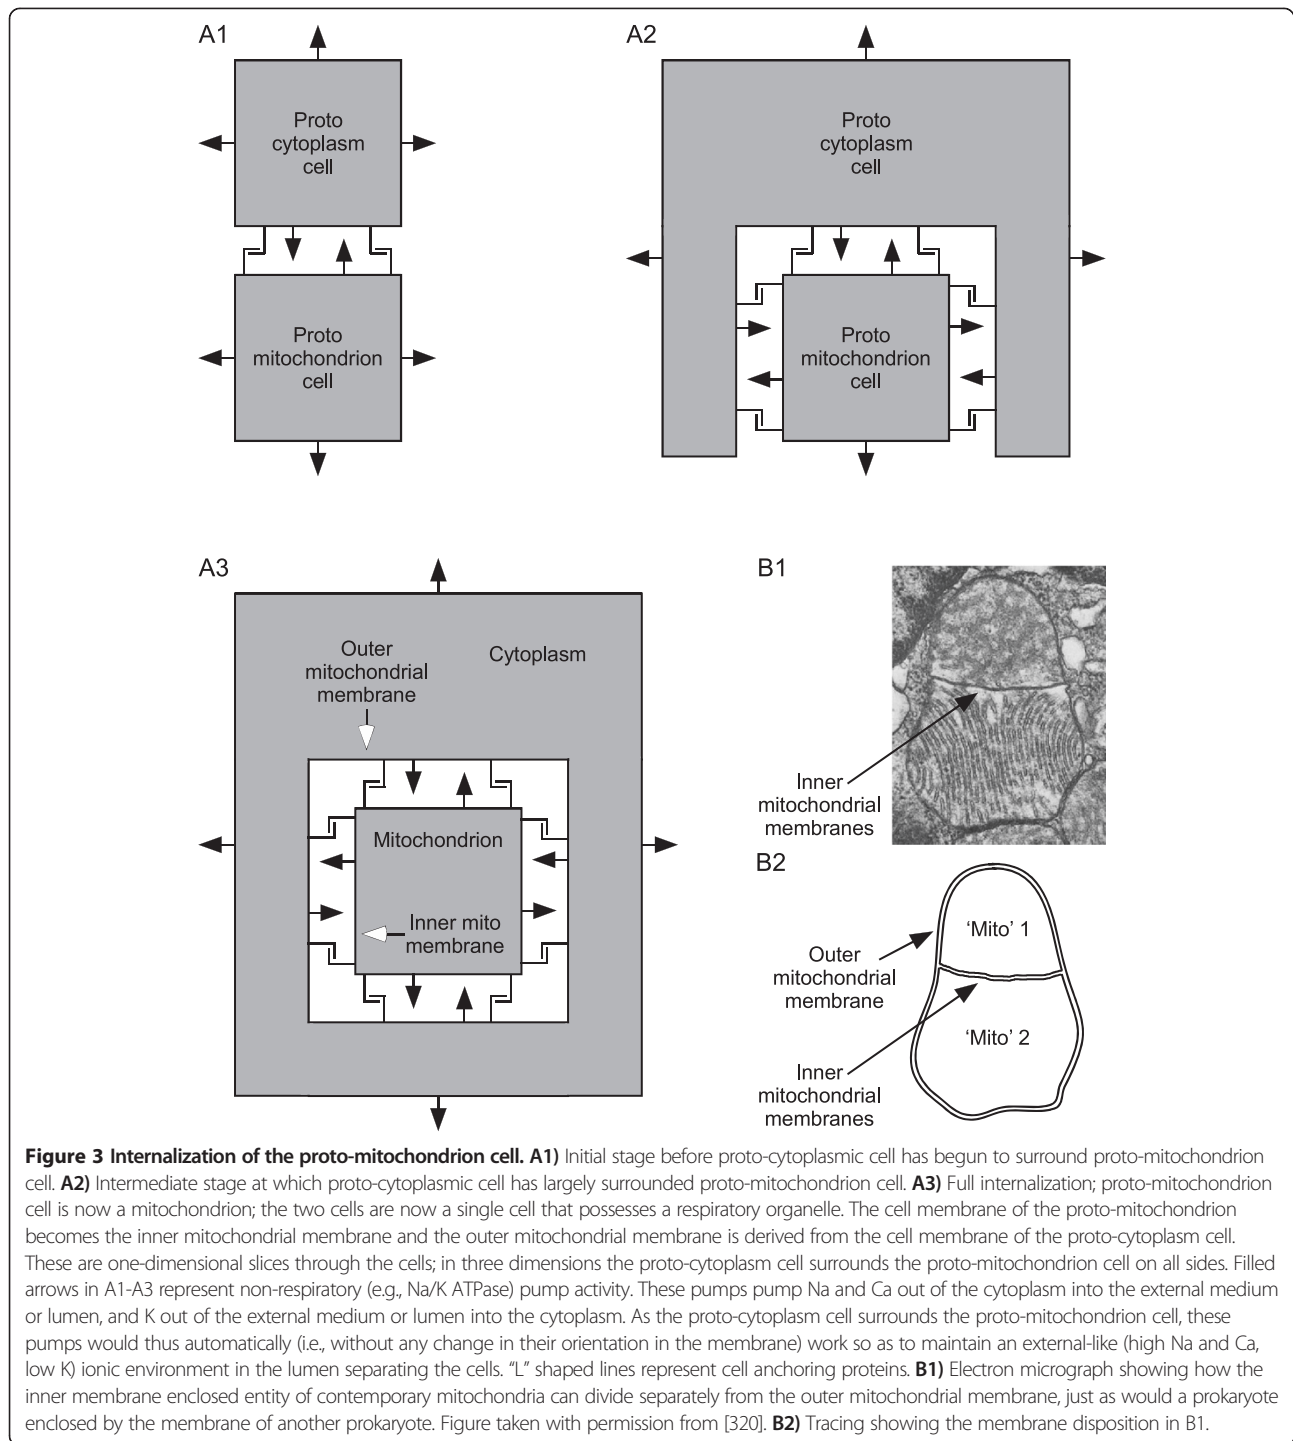 A1
Proto
cytoplasm
cell
Proto
mitochondrion
cell
A2
Proto
cytoplasm
cell
Proto
mitochondrion
cell
A3
Outer
mitochondrial
membrane
Cytoplasm
Mitochondrion
Inner mito
membrane
B1
Inner
mitochondrial
membranes
B2
'Mito' 1
Outer
mitochondrial
membrane
'Mito' 2
Inner
mitochondrial
membranes
Figure 3 Internalization of the proto-mitochondrion cell. A1) Initial stage before proto-cytoplasmic cell has begun to surround proto-mitochondrion
cell. A2) Intermediate stage at which proto-cytoplasmic cell has largely surrounded proto-mitochondrion cell. A3) Full internalization; proto-mitochondrion
cell is now a mitochondrion; the two cells are now a single cell that possesses a respiratory organelle. The cell membrane of the proto-mitochondrion
becomes the inner mitochondrial membrane and the outer mitochondrial membrane is derived from the cell membrane of the proto-cytoplasm cell.
These are one-dimensional slices through the cells; in three dimensions the proto-cytoplasm cell surrounds the proto-mitochondrion cell on all sides. Filled
arrows in A1-A3 represent non-respiratory (e.g., Na/K ATPase) pump activity. These pumps pump Na and Ca out of the cytoplasm into the external medium
or lumen, and K out of the external medium or lumen into the cytoplasm. As the proto-cytoplasm cell surrounds the proto-mitochondrion cell, these
pumps would thus automatically (i.e., without any change in their orientation in the membrane) work so as to maintain an external-like (high Na and Ca,
low K) ionic environment in the lumen separating the cells. "L" shaped lines represent cell anchoring proteins. B1) Electron micrograph showing how the
inner membrane enclosed entity of contemporary mitochondria can divide separately from the outer mitochondrial membrane, just as would a prokaryote
enclosed by the membrane of another prokaryote. Figure taken with permission from [320]. B2) Tracing showing the membrane disposition in B1.